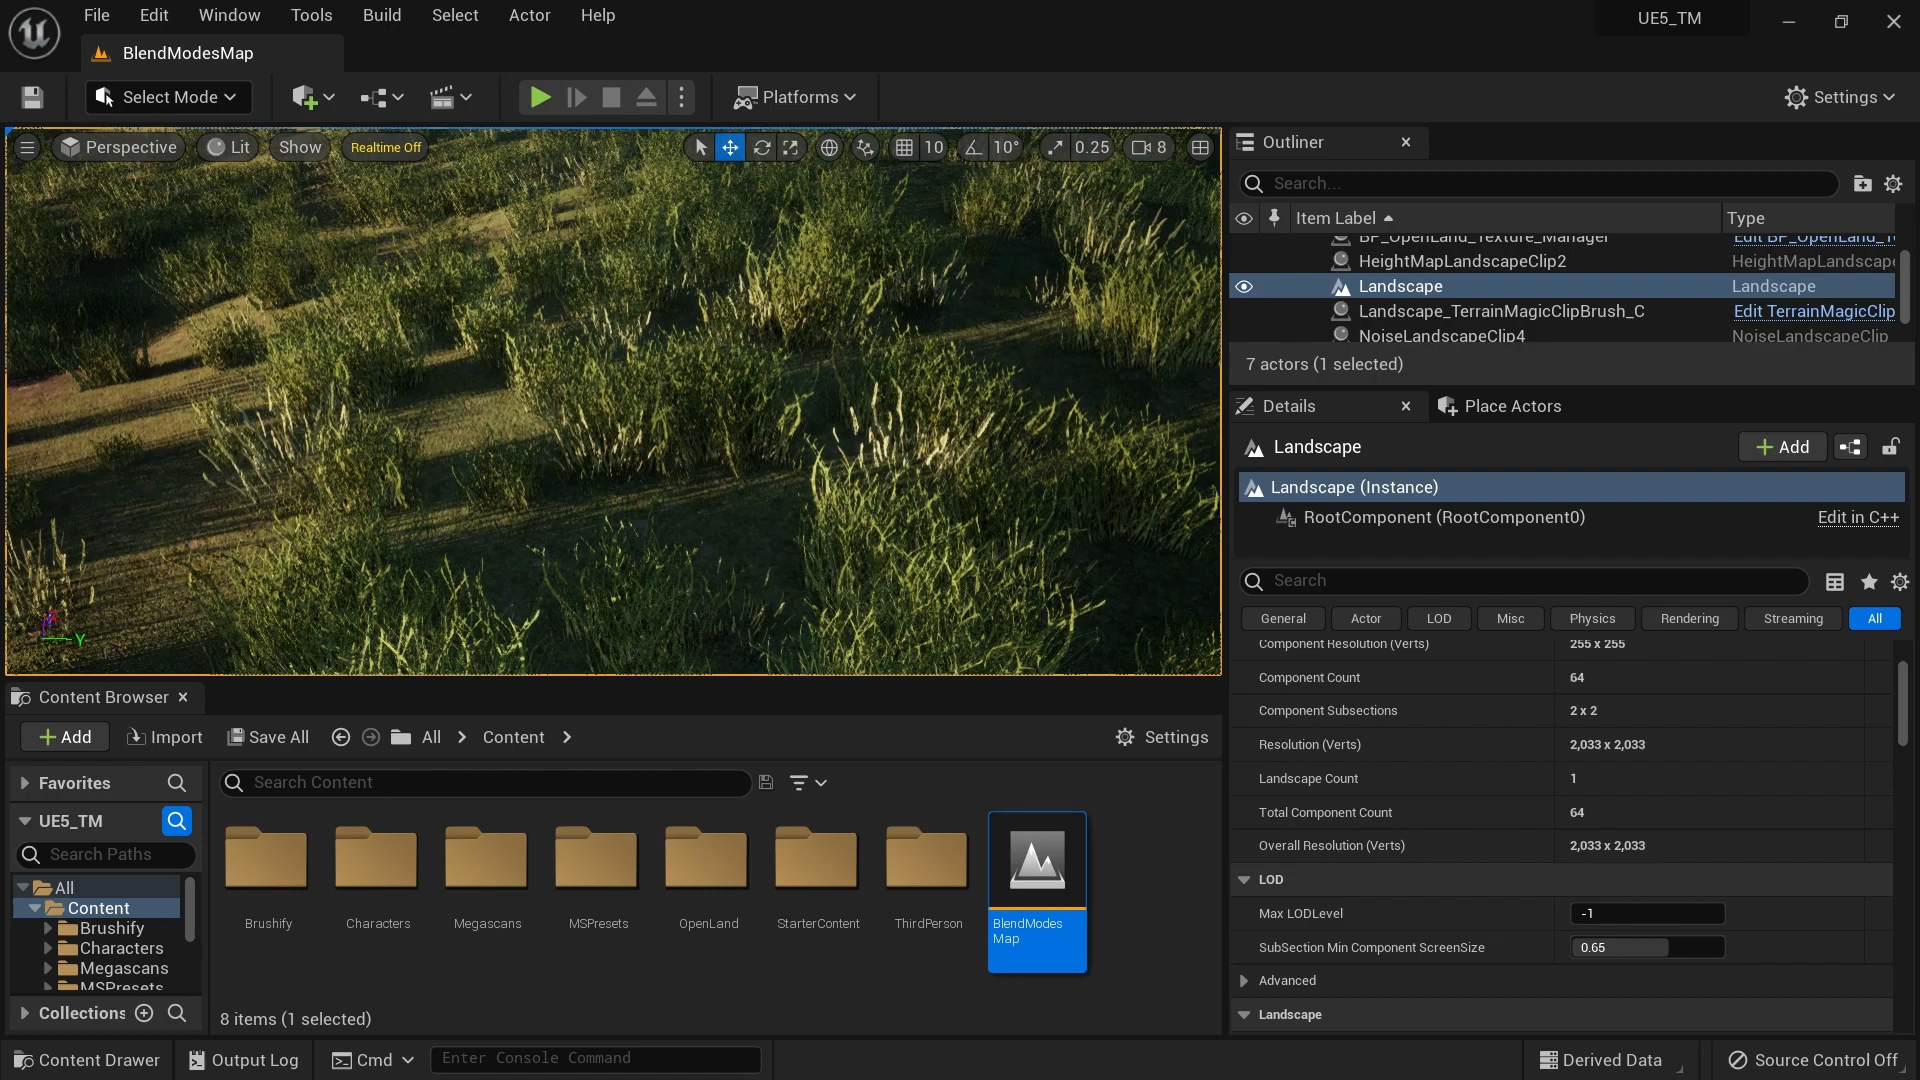 File Edit Window Tools Build Select Actor Help
UE5_TM
BlendModesMap
Select Mode
Platforms
Settings
Perspective Lit Show Realtime Off
10 10° 0.25 8
Outliner
Search...
Item Label Type
BP_OpenLand_Texture_Manager
HeightMapLandscapeClip2 HeightMapLandscape
Landscape Landscape
Landscape_TerrainMagicClipBrush_C Edit TerrainMagicClip
NoiseLandscapeClip4 NoiseLandscapeClip
7 actors (1 selected)
Details Place Actors
Landscape
Add
Landscape (Instance)
RootComponent (RootComponent0) Edit in C++
Search
General Actor LOD Misc Physics Rendering Streaming All
Component Resolution (Verts) 255 x 255
Component Count 64
Component Subsections 2 x 2
Resolution (Verts) 2,033 x 2,033
Landscape Count 1
Total Component Count 64
Overall Resolution (Verts) 2,033 x 2,033
LOD
Max LODLevel -1
SubSection Min Component ScreenSize 0.65
Advanced
Landscape
Z
Y
Content Browser
Add Import Save All All Content Settings
Favorites
UE5_TM
Search Paths
All
Content
Brushify
Characters
Megascans
MSPresets
Collections
Search Content
Brushify Characters Megascans MSPresets OpenLand StarterContent ThirdPerson BlendModes
Map
8 items (1 selected)
Content Drawer Output Log Cmd Enter Console Command Derived Data Source Control Off